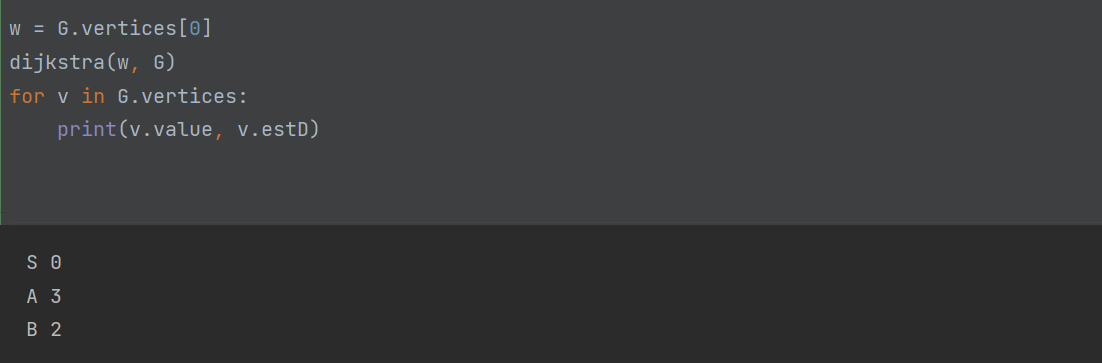 w = G.vertices[0]
dijkstra(w, G)
for v in G.vertices:
    print(v.value, v.estD)
S 0
A 3
B 2